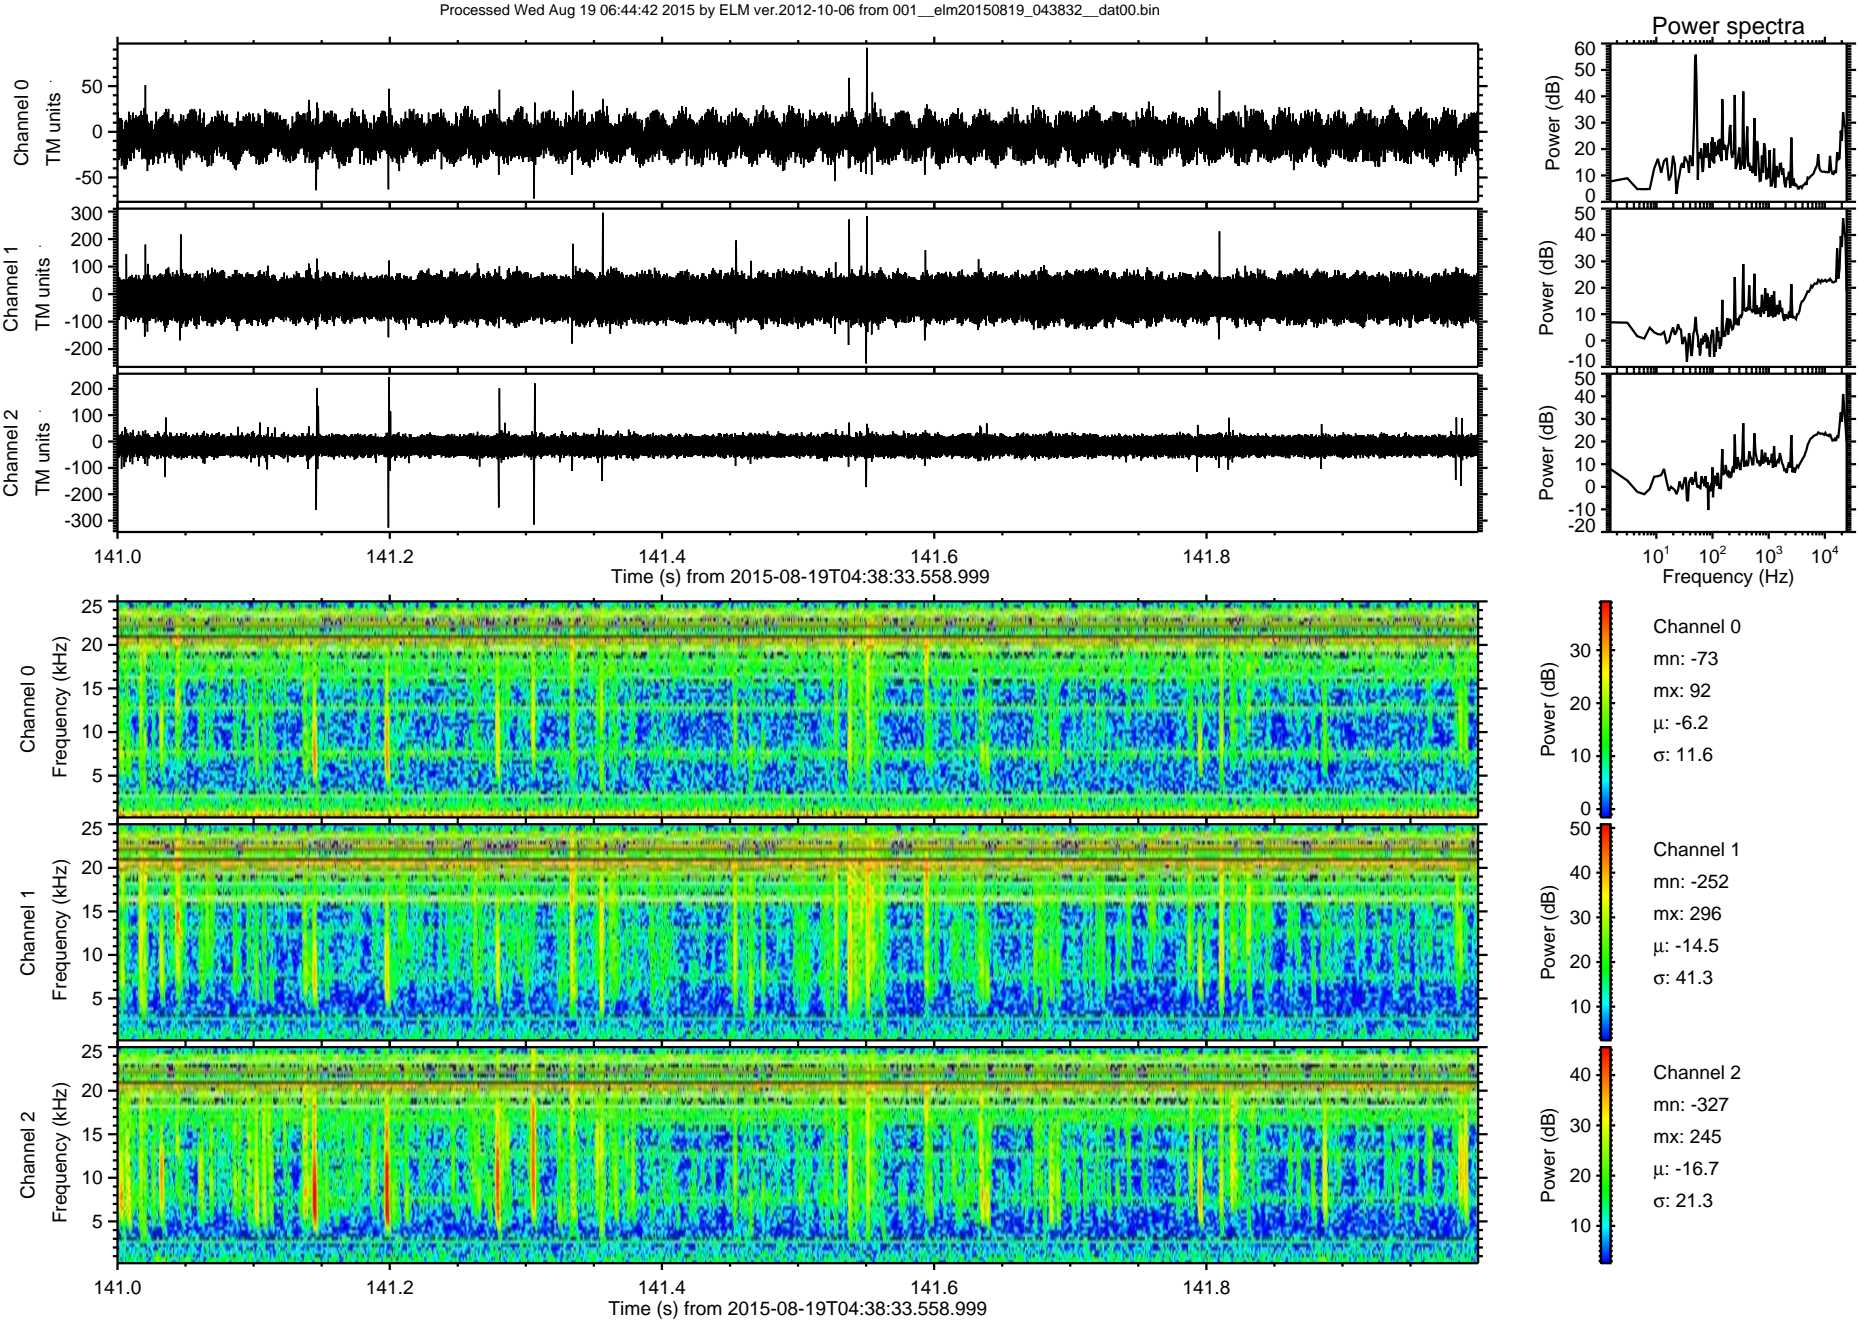 Processed Wed Aug 19 06:44:42 2015 by ELM ver.2012-10-06 from 001__elm20150819_043832__dat00.bin
Power spectra
Channel 0
TM units
50
0
-50
Power (dB)
60
50
40
30
20
10
0
Channel 1
TM units
300
200
100
0
-100
-200
Power (dB)
50
40
30
20
10
0
-10
Channel 2
TM units
200
100
0
-100
-200
-300
Power (dB)
50
40
30
20
10
0
-10
-20
141.0 141.2 141.4 141.6 141.8
Time (s) from 2015-08-19T04:38:33.558.999
10¹ 10² 10³ 10⁴
Frequency (Hz)
Channel 0
Frequency (kHz)
25
20
15
10
5
Power (dB)
30
20
10
0
Channel 0
mn: -73
mx: 92
μ: -6.2
σ: 11.6
Channel 1
Frequency (kHz)
25
20
15
10
5
Power (dB)
50
40
30
20
10
Channel 1
mn: -252
mx: 296
μ: -14.5
σ: 41.3
Channel 2
Frequency (kHz)
25
20
15
10
5
Power (dB)
40
30
20
10
Channel 2
mn: -327
mx: 245
μ: -16.7
σ: 21.3
141.0 141.2 141.4 141.6 141.8
Time (s) from 2015-08-19T04:38:33.558.999